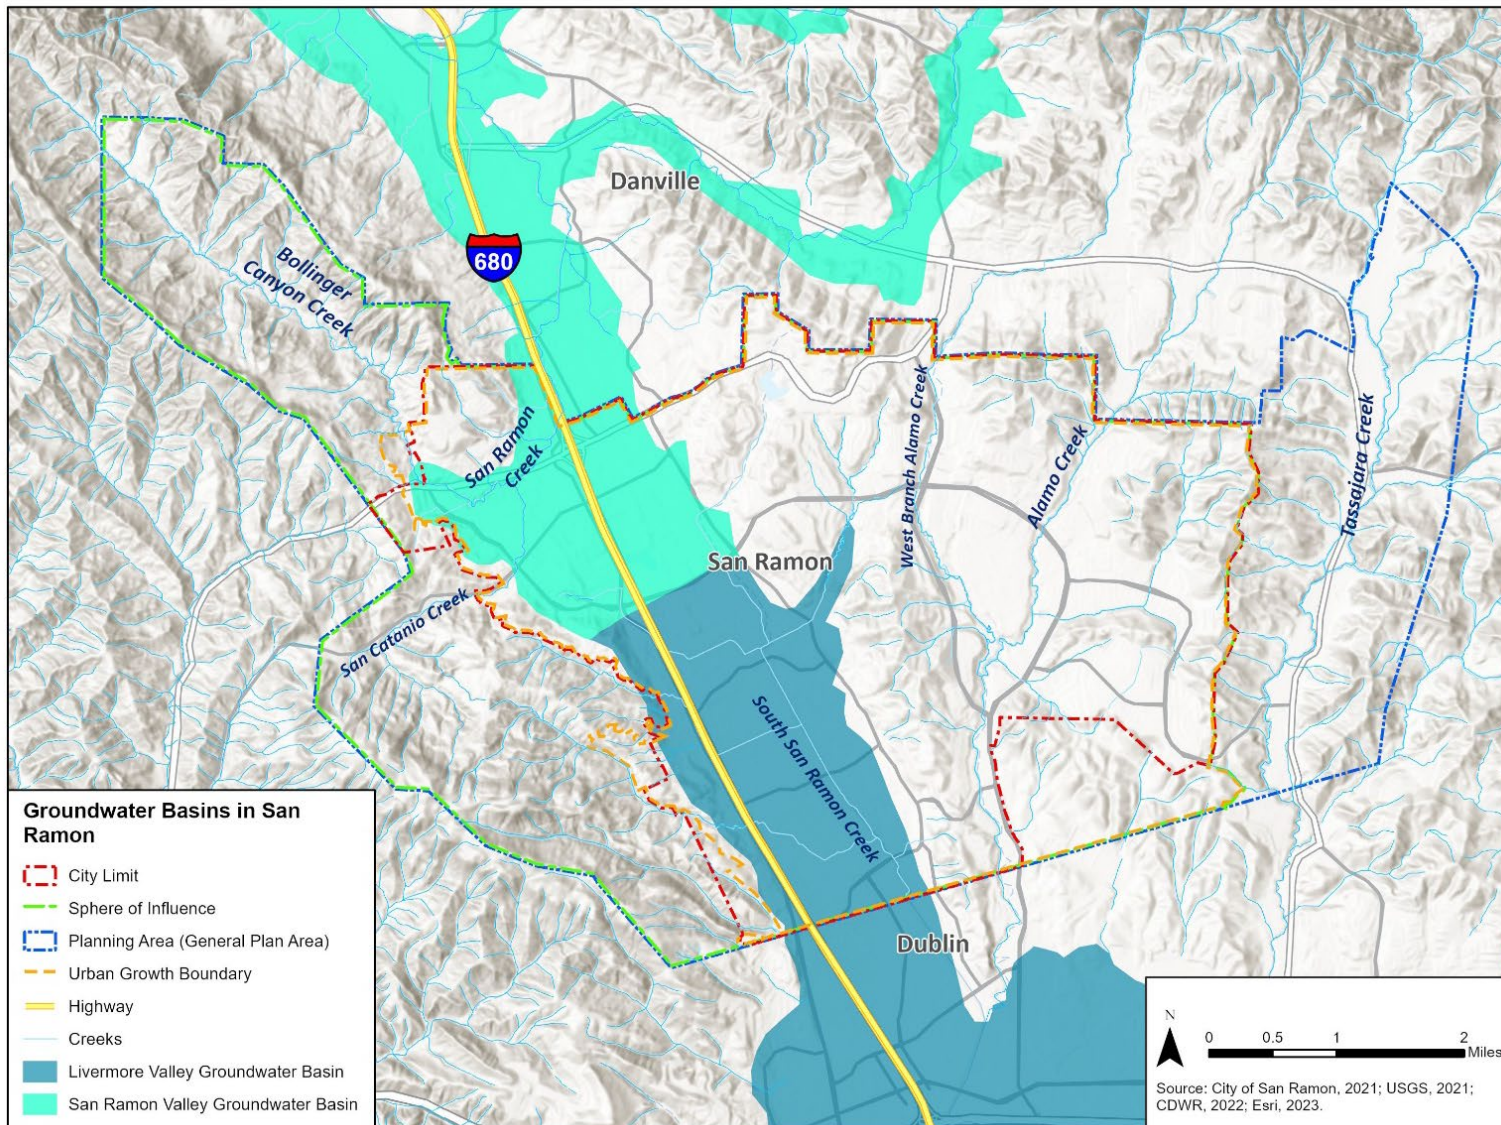 Danville
680
Bollinger
Canyon Creek
San Ramon
Creek
West Branch Alamo Creek
Alamo Creek
Tassajara Creek
San Ramon
San Catanio Creek
South San Ramon Creek
Dublin
Groundwater Basins in San
Ramon
City Limit
Sphere of Influence
Planning Area (General Plan Area)
Urban Growth Boundary
Highway
Creeks
Livermore Valley Groundwater Basin
San Ramon Valley Groundwater Basin
N
0 0.5 1 2
Miles
Source: City of San Ramon, 2021; USGS, 2021;
CDWR, 2022; Esri, 2023.